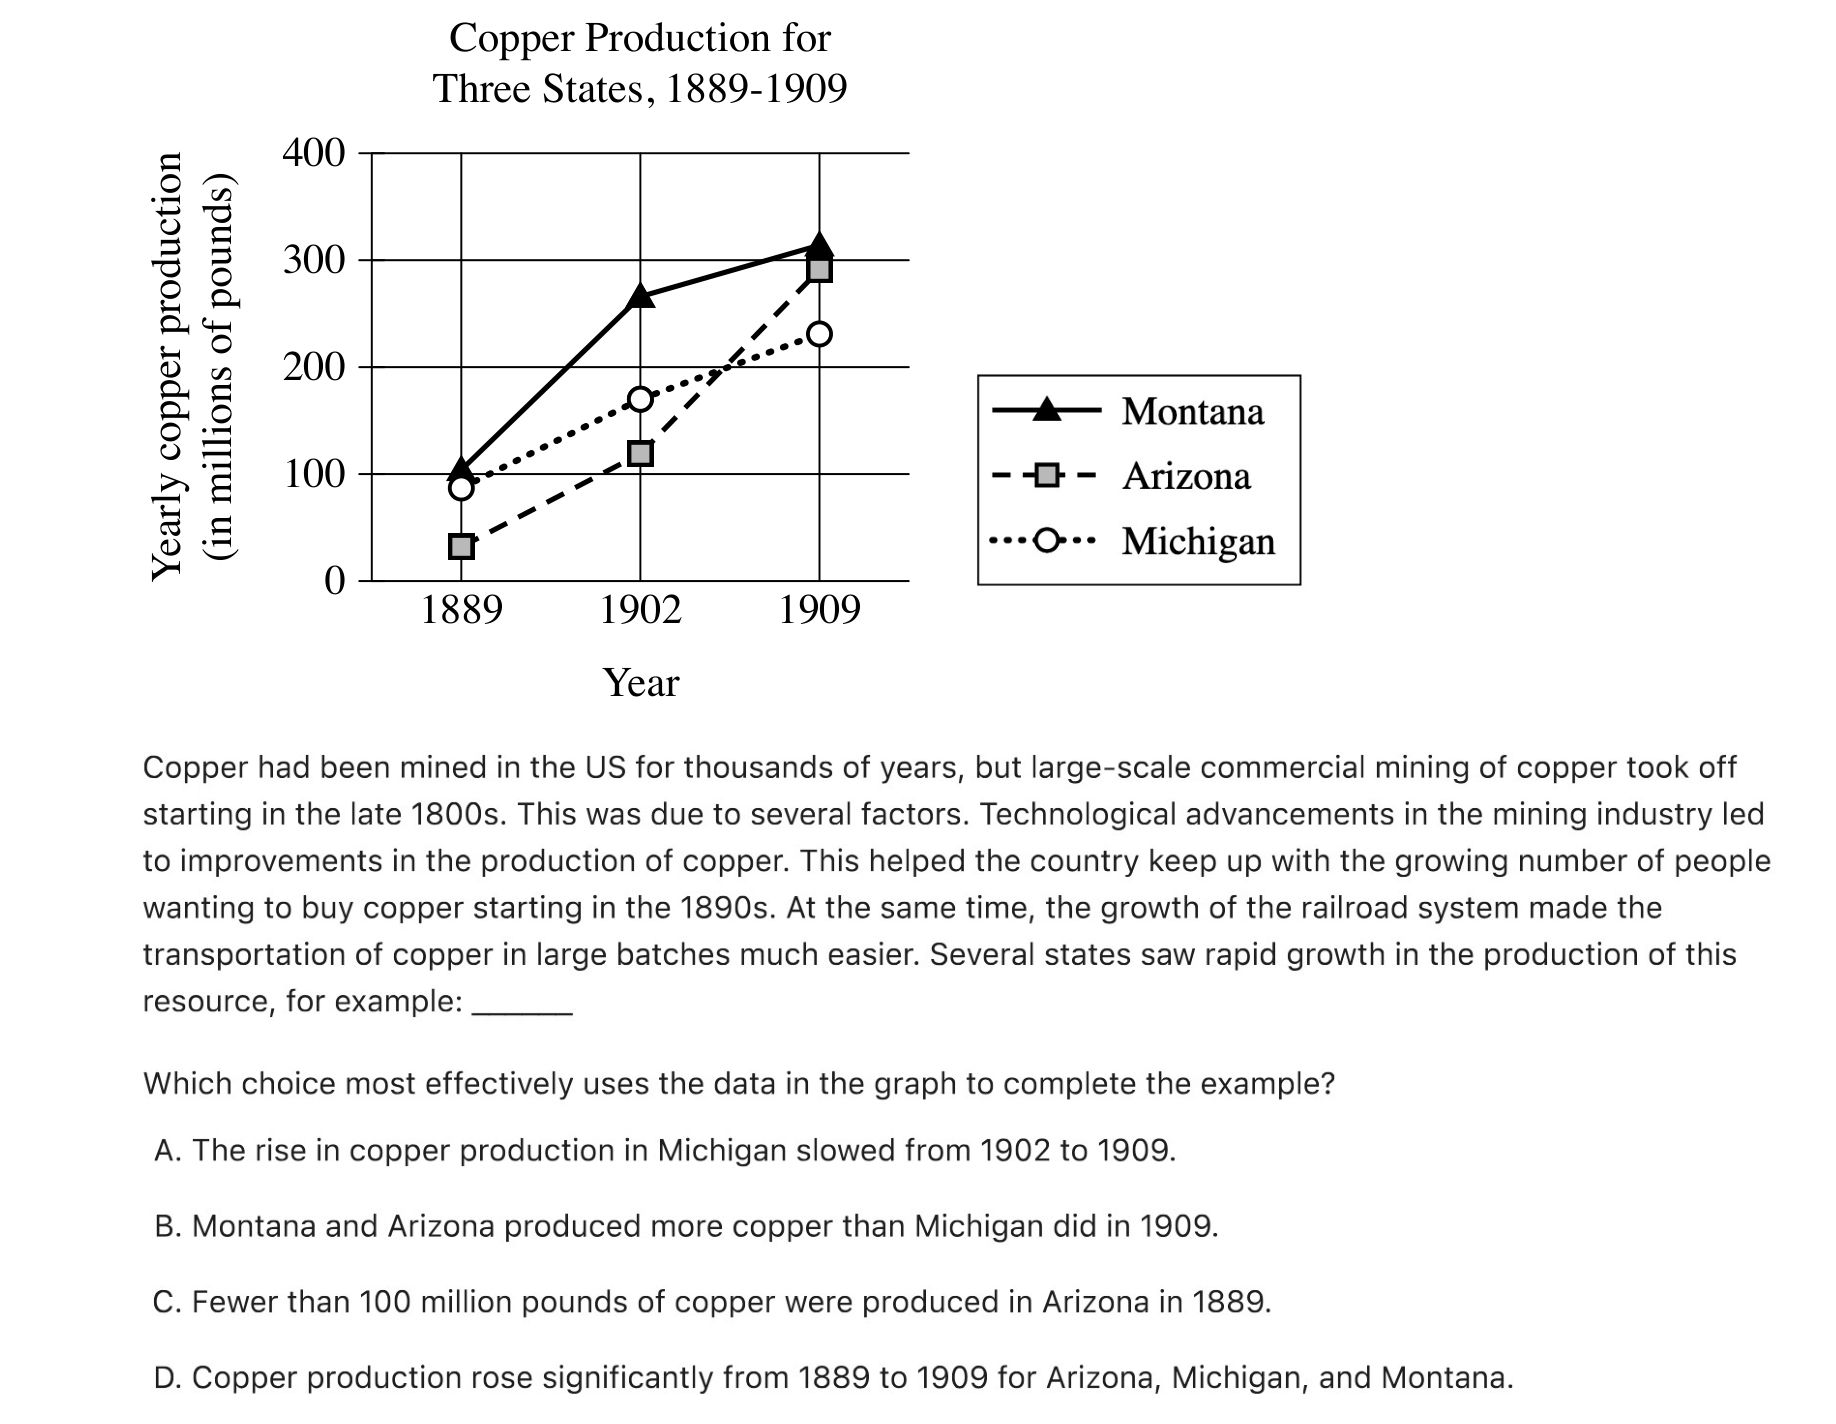 Copper Production for
Three States, 1889-1909
Yearly copper production
(in millions of pounds)
400
300
200
100
0
1889 1902 1909
Year
Montana
Arizona
Michigan
Copper had been mined in the US for thousands of years, but large-scale commercial mining of copper took off
starting in the late 1800s. This was due to several factors. Technological advancements in the mining industry led
to improvements in the production of copper. This helped the country keep up with the growing number of people
wanting to buy copper starting in the 1890s. At the same time, the growth of the railroad system made the
transportation of copper in large batches much easier. Several states saw rapid growth in the production of this
resource, for example: ______
Which choice most effectively uses the data in the graph to complete the example?
A. The rise in copper production in Michigan slowed from 1902 to 1909.
B. Montana and Arizona produced more copper than Michigan did in 1909.
C. Fewer than 100 million pounds of copper were produced in Arizona in 1889.
D. Copper production rose significantly from 1889 to 1909 for Arizona, Michigan, and Montana.